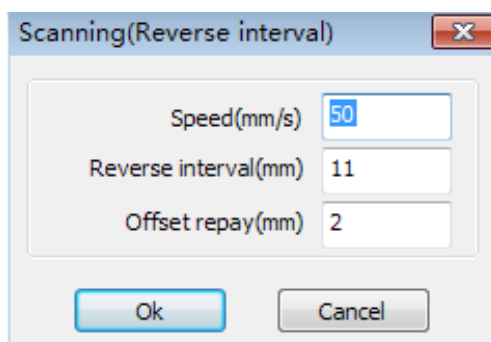 Scanning(Reverse interval)
Speed(mm/s) 50
Reverse interval(mm) 11
Offset repay(mm) 2
Ok Cancel